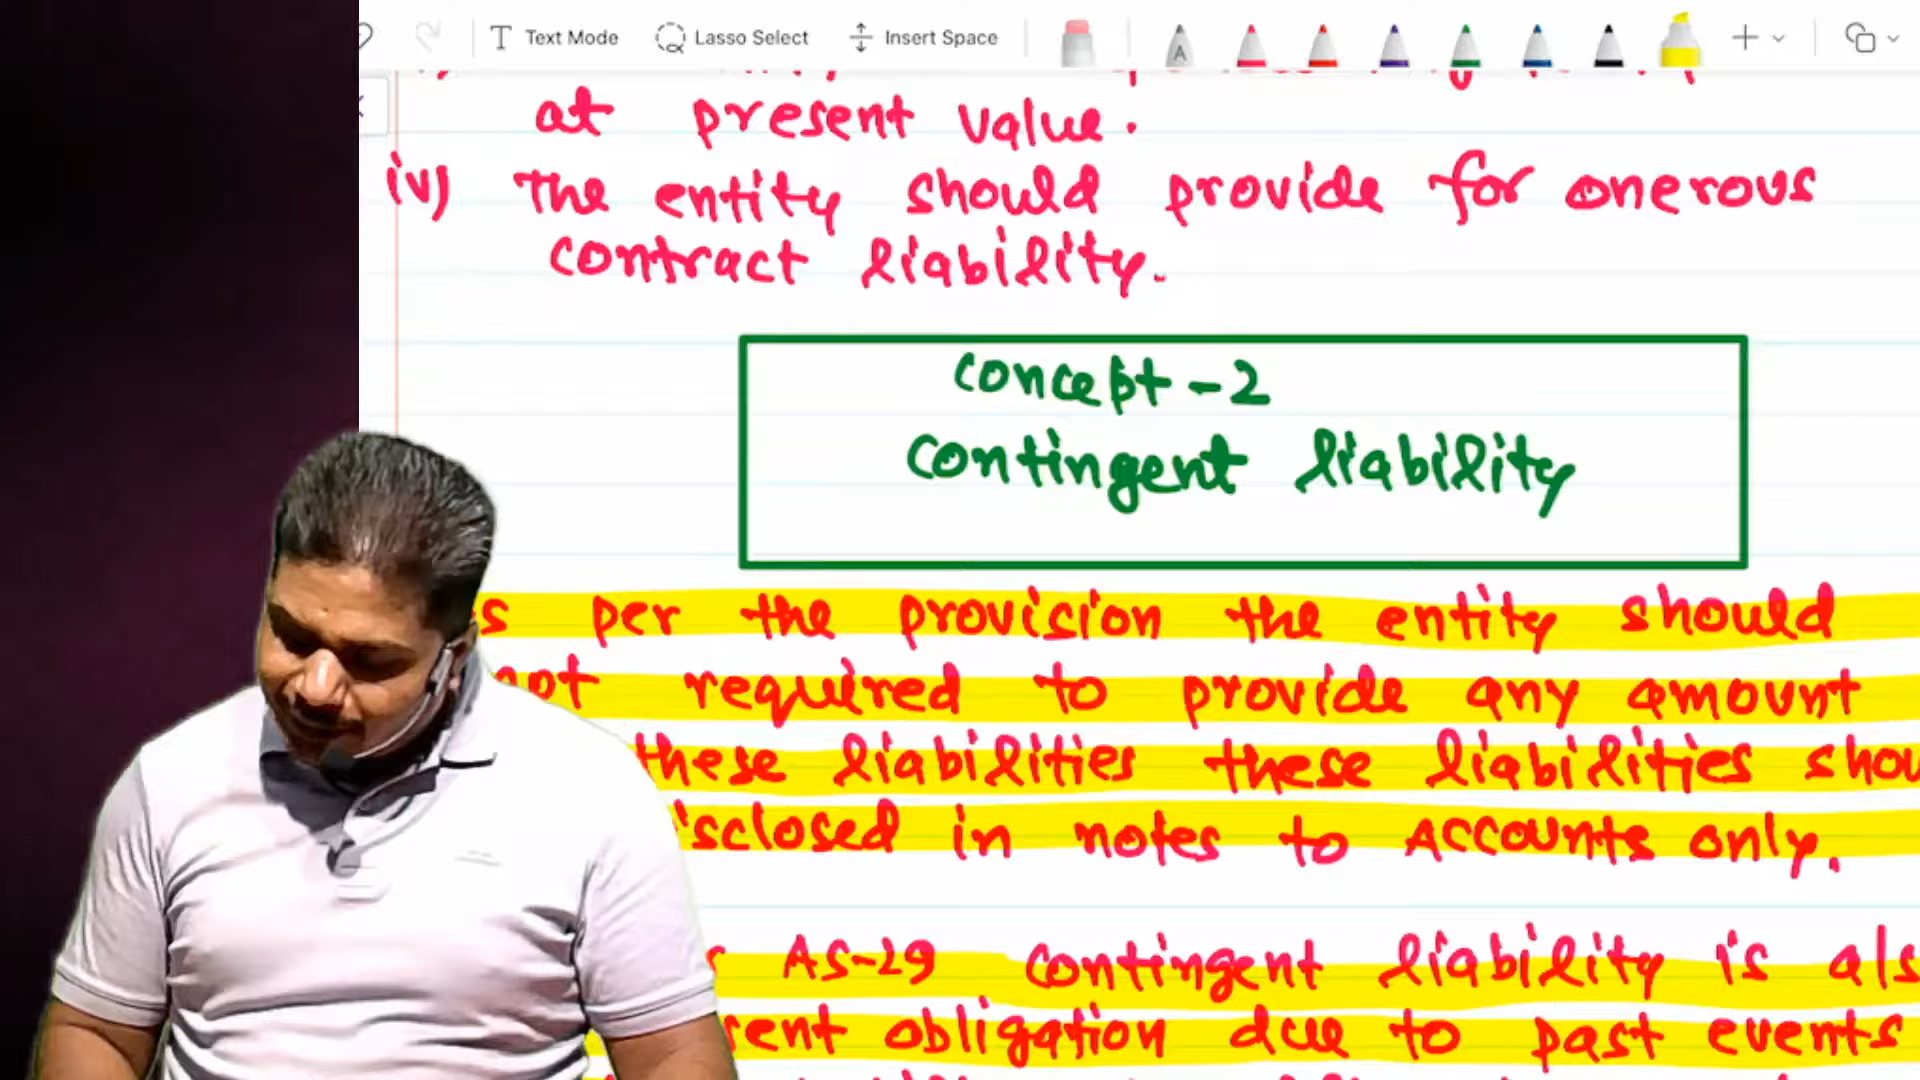 Text Mode Lasso Select Insert Space
A
at present value.
iv) The entity should provide for onerous
contract liability.
concept-2
contingent liability
per the provision the entity should
not required to provide any amount
these liabilities these liabilities
in notes to Accounts only.
AS-29 contingent liability is
obligation due to past events